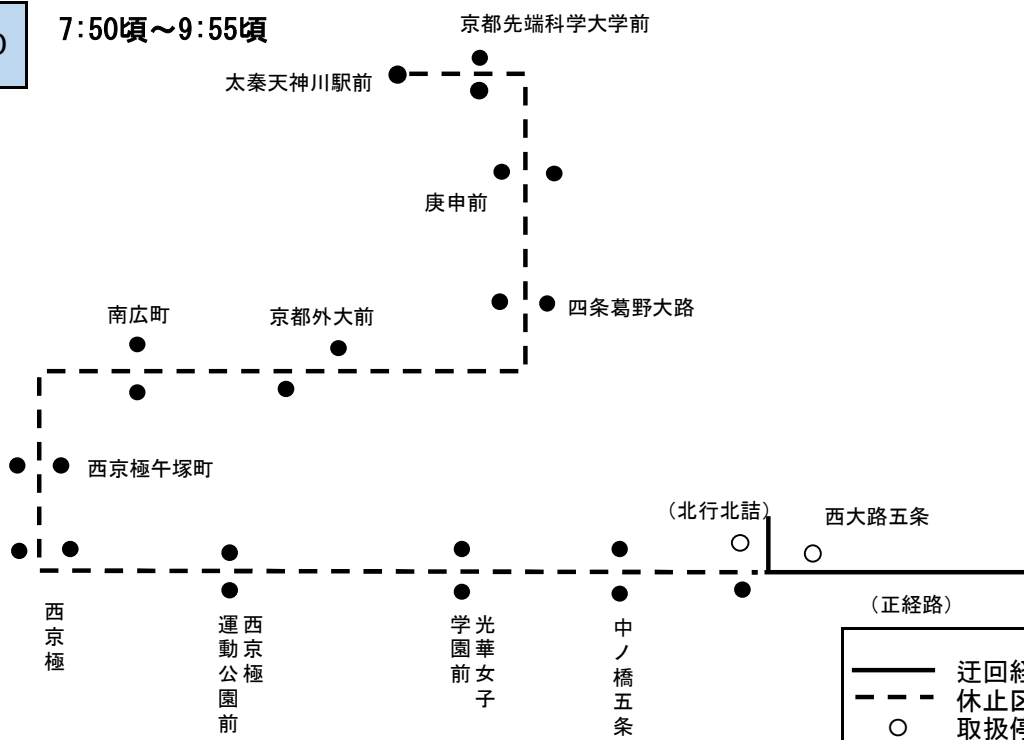 7:50頃～9:55頃
京都先端科学大学前
太秦天神川駅前
庚申前
四条葛野大路
南広町
京都外大前
西京極午塚町
（北行北詰）
西大路五条
（正経路）
西京極
西京極
運動公園前
光華女子
学園前
中ノ橋五条
迂回経
休止区
取扱停